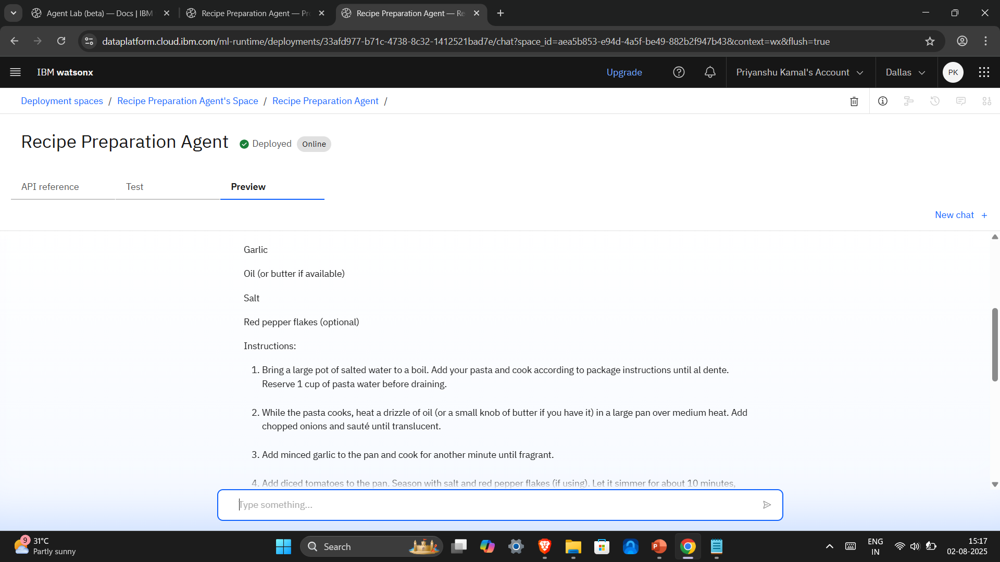 Agent Lab (beta) — Docs | IBM
Recipe Preparation Agent — Pr
Recipe Preparation Agent — Re
dataplatform.cloud.ibm.com/ml-runtime/deployments/33afd977-b71c-4738-8c32-1412521bad7e/chat?space_id=aea5b853-e94d-4a5f-be49-882b2f947b43&context=wx&flush=true
IBM watsonx
Upgrade
Priyanshu Kamal's Account
Dallas
PK
Deployment spaces / Recipe Preparation Agent's Space / Recipe Preparation Agent /
Recipe Preparation Agent
Deployed
Online
API reference
Test
Preview
New chat +
Garlic
Oil (or butter if available)
Salt
Red pepper flakes (optional)
Instructions:
1. Bring a large pot of salted water to a boil. Add your pasta and cook according to package instructions until al dente.
Reserve 1 cup of pasta water before draining.
2. While the pasta cooks, heat a drizzle of oil (or a small knob of butter if you have it) in a large pan over medium heat. Add
chopped onions and sauté until translucent.
3. Add minced garlic to the pan and cook for another minute until fragrant.
4. Add diced tomatoes to the pan. Season with salt and red pepper flakes (if using). Let it simmer for about 10 minutes,
Type something...
9
31°C
Partly sunny
Search
ENG
IN
15:17
02-08-2025